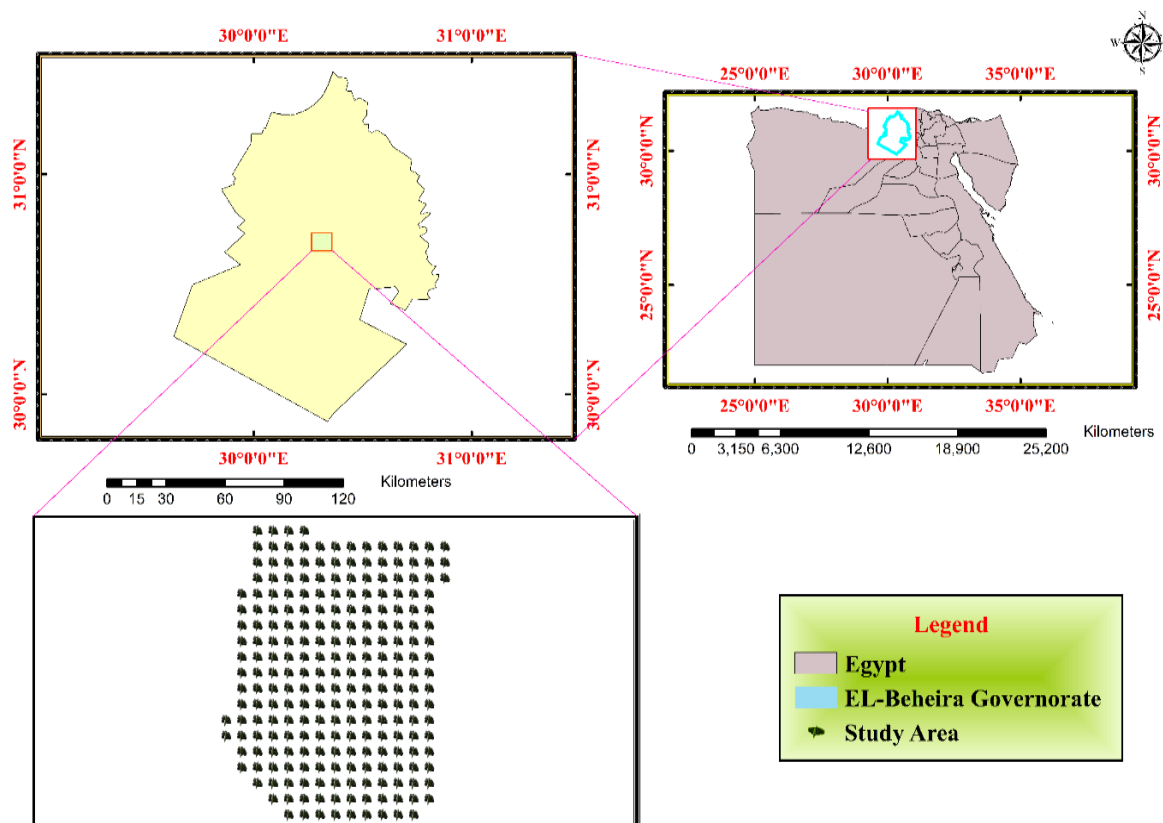 30°0'0"E 31°0'0"E
31°0'0"N 31°0'0"N
30°0'0"N 30°0'0"N
30°0'0"E 31°0'0"E
0 15 30 60 90 120 Kilometers
N
W
S
25°0'0"E 30°0'0"E 35°0'0"E
30°0'0"N 30°0'0"N
25°0'0"N 25°0'0"N
25°0'0"E 30°0'0"E 35°0'0"E
0 3,150 6,300 12,600 18,900 25,200 Kilometers
Legend
Egypt
EL-Beheira Governorate
Study Area